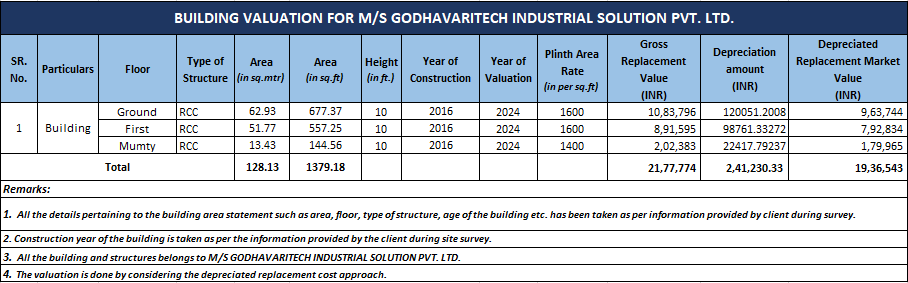 BUILDING VALUATION FOR M/S GODHAVARITECH INDUSTRIAL SOLUTION PVT. LTD.
SR. No. Particulars Floor Type of Structure Area (in sq.mtr) Area (in sq.ft) Height (in ft.) Year of Construction Year of Valuation Plinth Area Rate (in per sq.ft) Gross Replacement Value (INR) Depreciation amount (INR) Depreciated Replacement Market Value (INR)
1 Building Ground RCC 62.93 677.37 10 2016 2024 1600 10,83,796 120051.2008 9,63,744
First RCC 51.77 557.25 10 2016 2024 1600 8,91,595 98761.33272 7,92,834
Mumty RCC 13.43 144.56 10 2016 2024 1400 2,02,383 22417.79237 1,79,965
Total 128.13 1379.18 21,77,774 2,41,230.33 19,36,543
Remarks:
1. All the details pertaining to the building area statement such as area, floor, type of structure, age of the building etc. has been taken as per information provided by client during survey.
2. Construction year of the building is taken as per the information provided by the client during site survey.
3. All the building and structures belongs to M/S GODHAVARITECH INDUSTRIAL SOLUTION PVT. LTD.
4. The valuation is done by considering the depreciated replacement cost approach.